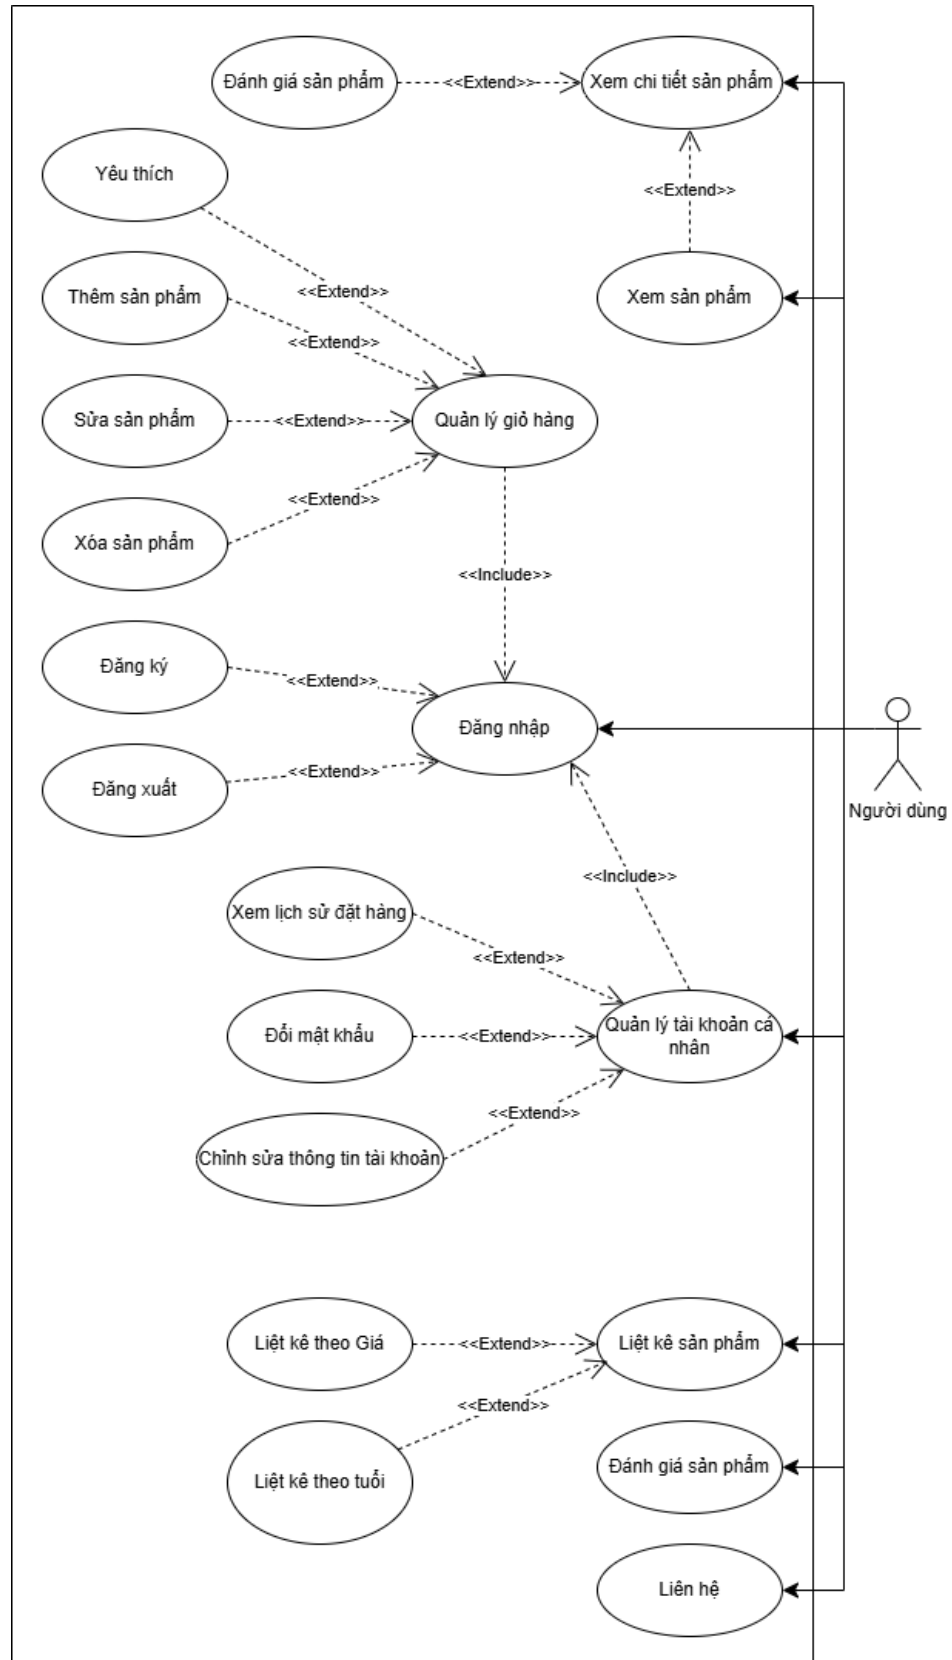 Đánh giá sản phẩm
<<Extend>>
Xem chi tiết sản phẩm
Yêu thích
<<Extend>>
Thêm sản phẩm
<<Extend>>
Xem sản phẩm
<<Extend>>
Sửa sản phẩm
<<Extend>>
Quản lý giỏ hàng
Xóa sản phẩm
<<Extend>>
<<Include>>
Đăng ký
<<Extend>>
Đăng nhập
Đăng xuất
<<Extend>>
Người dùng
<<Include>>
Xem lịch sử đặt hàng
<<Extend>>
Đổi mật khẩu
<<Extend>>
Quản lý tài khoản cá
nhân
Chỉnh sửa thông tin tài khoản
<<Extend>>
Liệt kê theo Giá
<<Extend>>
Liệt kê sản phẩm
<<Extend>>
Liệt kê theo tuổi
Đánh giá sản phẩm
Liên hệ